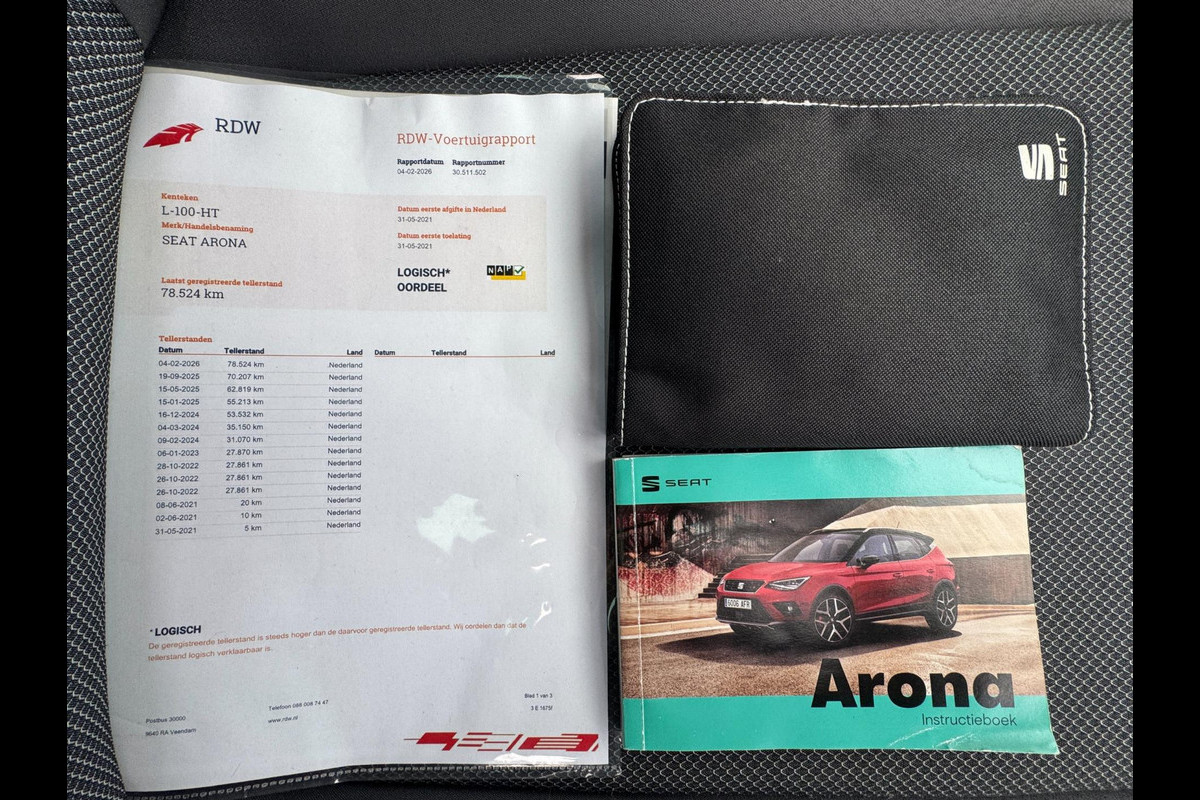 RDW
RDW-Voertuigrapport
Rapportdatum Rapportnummer
04-02-2026 30.511.502
Kenteken
L-100-HT
Merk/Handelsbenaming
SEAT ARONA
Laatst geregistreerde tellerstand
78.524 km
Datum eerste afgifte in Nederland
31-05-2021
Datum eerste toelating
31-05-2021
LOGISCH*
OORDEEL
NAP
Tellerstanden
Datum Tellerstand Land Datum Tellerstand Land
04-02-2026 78.524 km Nederland
19-09-2025 70.207 km Nederland
15-05-2025 62.819 km Nederland
15-01-2025 55.213 km Nederland
16-12-2024 53.532 km Nederland
04-03-2024 35.150 km Nederland
09-02-2024 31.070 km Nederland
06-01-2023 27.870 km Nederland
28-10-2022 27.861 km Nederland
26-10-2022 27.861 km Nederland
26-10-2022 27.861 km Nederland
08-06-2021 20 km Nederland
02-06-2021 10 km Nederland
31-05-2021 5 km Nederland
*LOGISCH
De geregistreerde tellerstand is steeds hoger dan de daarvoor geregistreerde tellerstand. Wij oordelen dan dat de
tellerstand logisch verklaarbaar is.
Postbus 30000
9640 RA Veendam
Telefoon 088 008 74 47
www.rdw.nl
Blad 1 van 3
3 E 1675f
SEAT
SEAT
6006 AFR
Arona
Instructieboek